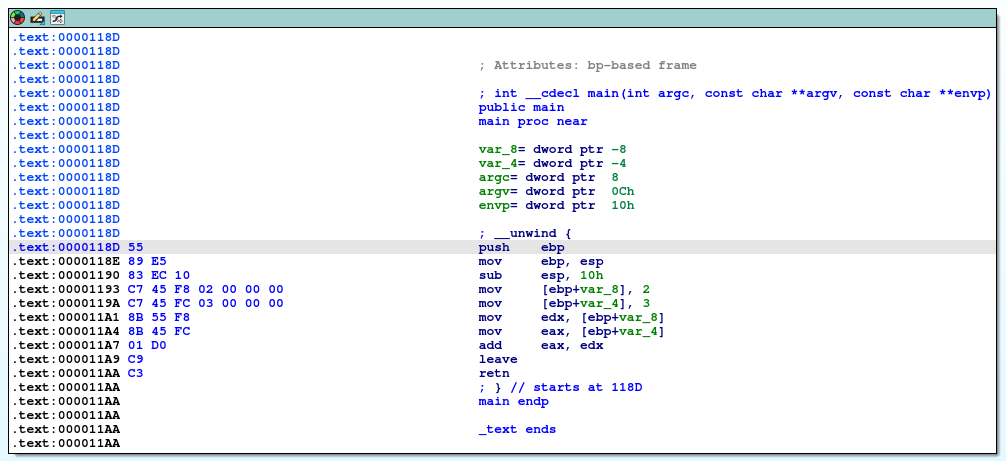 .text:0000118D
.text:0000118D
.text:0000118D ; Attributes: bp-based frame
.text:0000118D
.text:0000118D ; int __cdecl main(int argc, const char **argv, const char **envp)
.text:0000118D public main
.text:0000118D main proc near
.text:0000118D
.text:0000118D var_8= dword ptr -8
.text:0000118D var_4= dword ptr -4
.text:0000118D argc= dword ptr  8
.text:0000118D argv= dword ptr  0Ch
.text:0000118D envp= dword ptr  10h
.text:0000118D
.text:0000118D ; __unwind {
.text:0000118D 55 push    ebp
.text:0000118E 89 E5 mov     ebp, esp
.text:00001190 83 EC 10 sub     esp, 10h
.text:00001193 C7 45 F8 02 00 00 00 mov     [ebp+var_8], 2
.text:0000119A C7 45 FC 03 00 00 00 mov     [ebp+var_4], 3
.text:000011A1 8B 55 F8 mov     edx, [ebp+var_8]
.text:000011A4 8B 45 FC mov     eax, [ebp+var_4]
.text:000011A7 01 D0 add     eax, edx
.text:000011A9 C9 leave
.text:000011AA C3 retn
.text:000011AA ; } // starts at 118D
.text:000011AA main endp
.text:000011AA
.text:000011AA _text ends
.text:000011AA